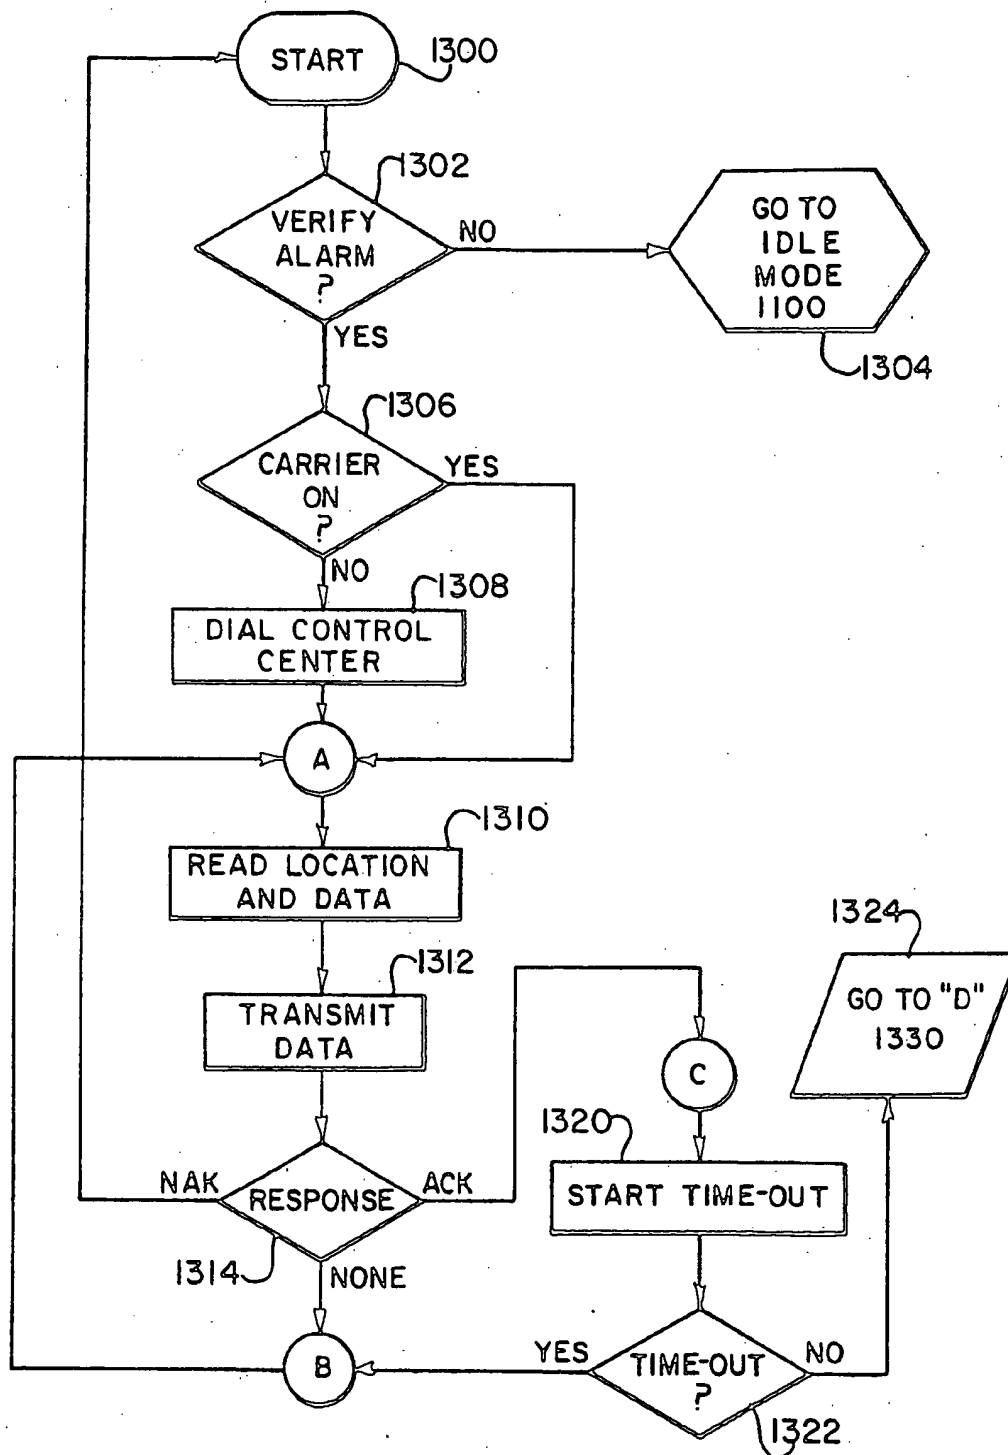 START
1300
1302
VERIFY
ALARM
?
NO
YES
GO TO
IDLE
MODE
1100
1304
1306
CARRIER
ON
?
YES
NO
1308
DIAL CONTROL
CENTER
A
1310
READ LOCATION
AND DATA
1312
TRANSMIT
DATA
NAK
RESPONSE
ACK
1314
NONE
B
C
1320
START TIME-OUT
YES
TIME-OUT
?
NO
1322
1324
GO TO "D"
1330